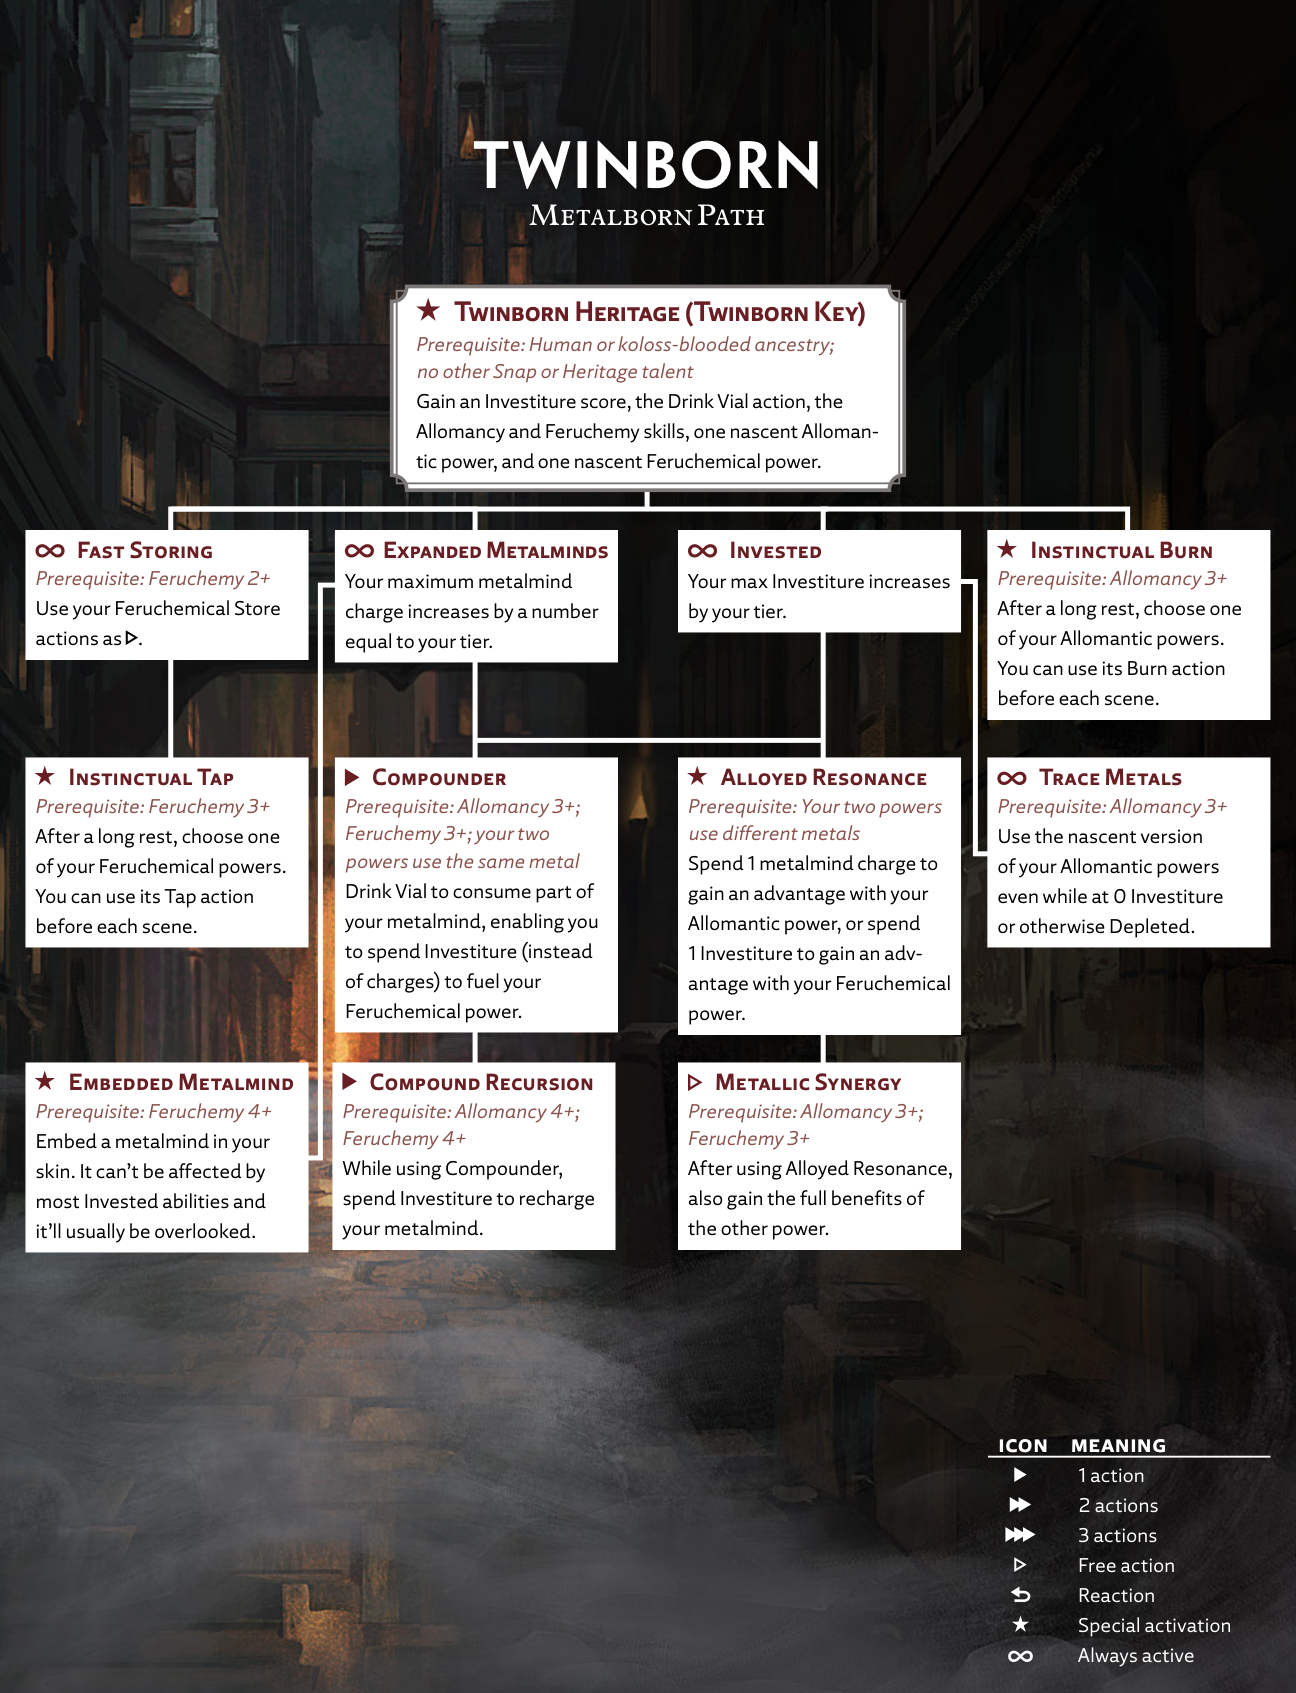 TWINBORN
METALBORN PATH
★ TWINBORN HERITAGE (TWINBORN KEY)
Prerequisite: Human or koloss-blooded ancestry;
no other Snap or Heritage talent
Gain an Investiture score, the Drink Vial action, the
Allomancy and Feruchemy skills, one nascent Alloman-
tic power, and one nascent Feruchemical power.
∞ FAST STORING
Prerequisite: Feruchemy 2+
Use your Feruchemical Store
actions as ▷.
∞ EXPANDED METALMINDS
Your maximum metalmind
charge increases by a number
equal to your tier.
∞ INVESTED
Your max Investiture increases
by your tier.
★ INSTINCTUAL BURN
Prerequisite: Allomancy 3+
After a long rest, choose one
of your Allomantic powers.
You can use its Burn action
before each scene.
★ INSTINCTUAL TAP
Prerequisite: Feruchemy 3+
After a long rest, choose one
of your Feruchemical powers.
You can use its Tap action
before each scene.
▶ COMPOUNDER
Prerequisite: Allomancy 3+;
Feruchemy 3+; your two
powers use the same metal
Drink Vial to consume part of
your metalmind, enabling you
to spend Investiture (instead
of charges) to fuel your
Feruchemical power.
★ ALLOYED RESONANCE
Prerequisite: Your two powers
use different metals
Spend 1 metalmind charge to
gain an advantage with your
Allomantic power, or spend
1 Investiture to gain an adv-
antage with your Feruchemical
power.
∞ TRACE METALS
Prerequisite: Allomancy 3+
Use the nascent version
of your Allomantic powers
even while at 0 Investiture
or otherwise Depleted.
★ EMBEDDED METALMIND
Prerequisite: Feruchemy 4+
Embed a metalmind in your
skin. It can't be affected by
most Invested abilities and
it'll usually be overlooked.
▶ COMPOUND RECURSION
Prerequisite: Allomancy 4+;
Feruchemy 4+
While using Compounder,
spend Investiture to recharge
your metalmind.
▷ METALLIC SYNERGY
Prerequisite: Allomancy 3+;
Feruchemy 3+
After using Alloyed Resonance,
also gain the full benefits of
the other power.
ICON MEANING
▶ 1 action
▶▶ 2 actions
▶▶▶ 3 actions
▷ Free action
⮌ Reaction
★ Special activation
∞ Always active